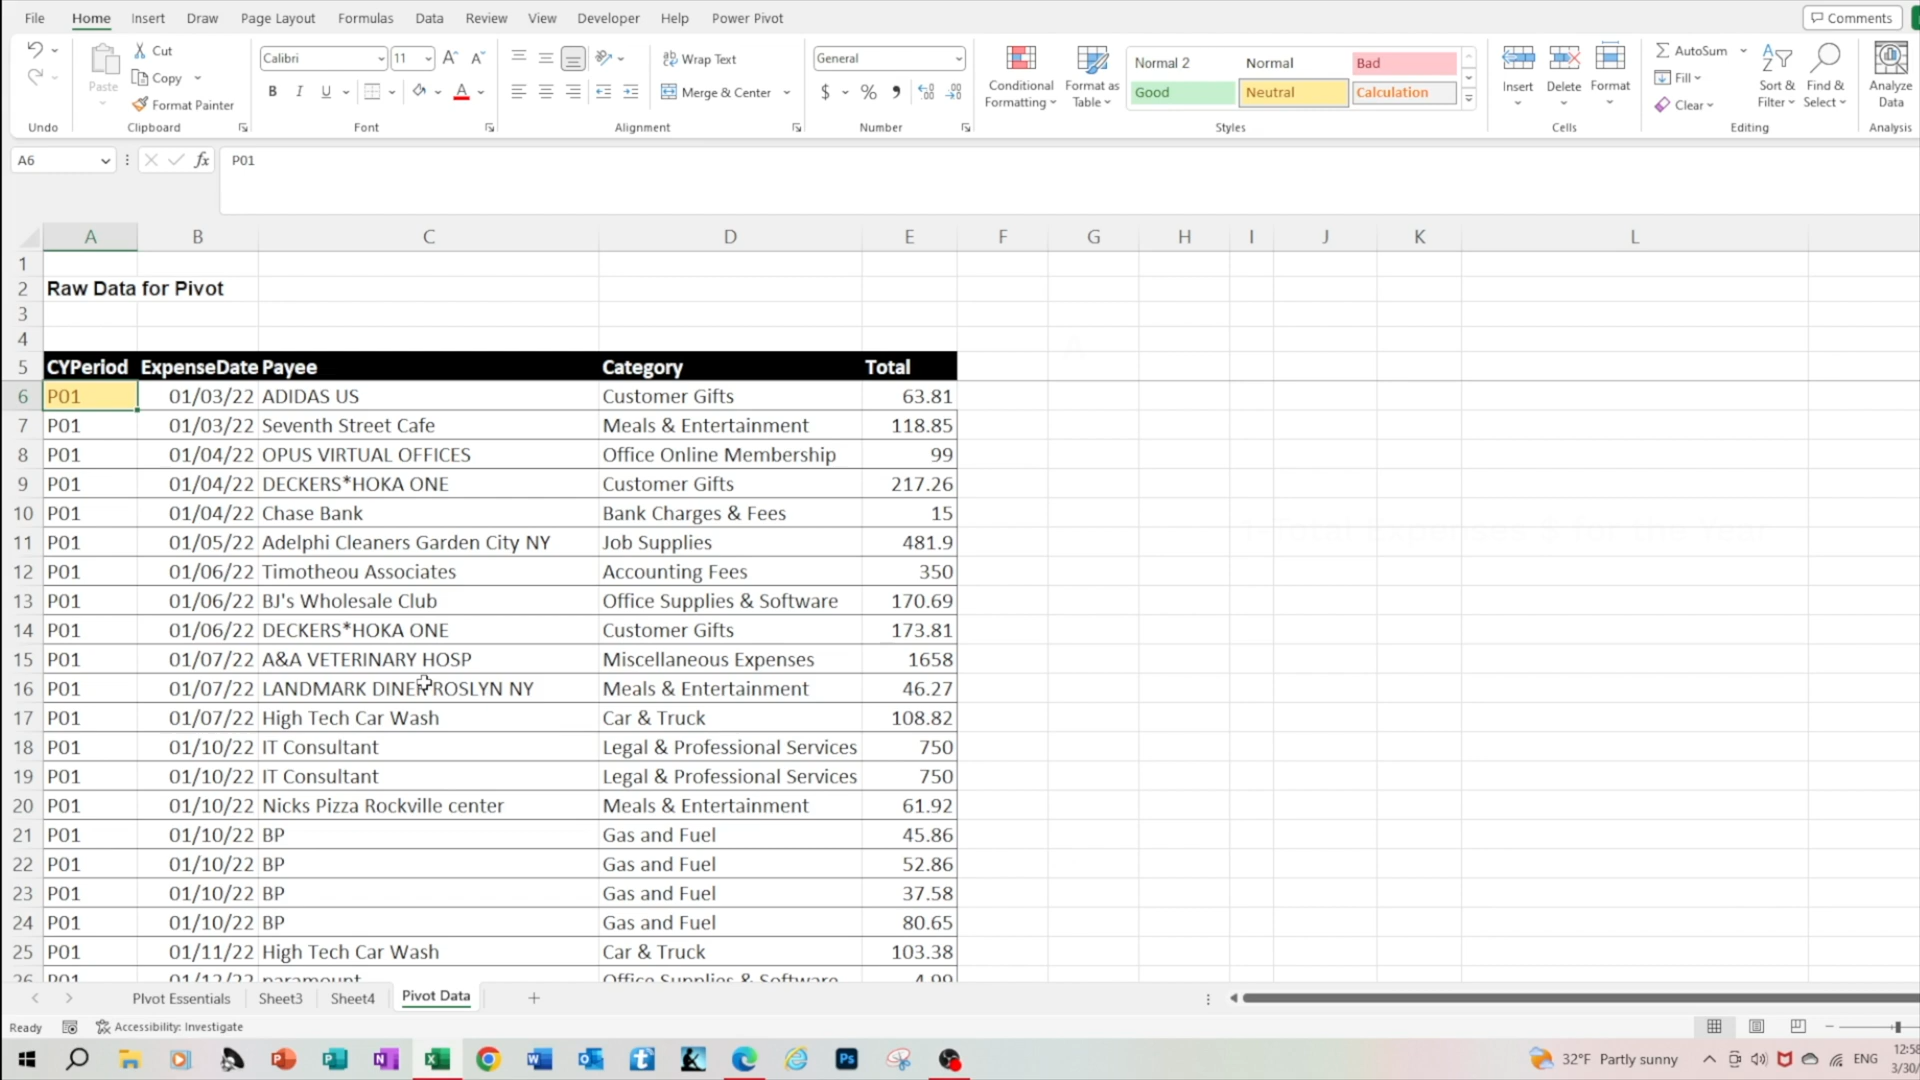 File Home Insert Draw Page Layout Formulas Data Review View Developer Help Power Pivot Comments
Cut
Copy
Format Painter
Paste
Calibri 11
Wrap Text
Merge & Center
General
Conditional Formatting
Format as Table
Normal 2 Normal Bad
Good Neutral Calculation
Insert Delete Format
AutoSum
Fill
Clear
Sort & Filter
Find & Select
Analyze Data
Undo Clipboard Font Alignment Number Styles Cells Editing Analysis
A6 fx P01
A B C D E F G H I J K L
1
2 Raw Data for Pivot
3
4
5 CYPeriod ExpenseDate Payee Category Total
6 P01 01/03/22 ADIDAS US Customer Gifts 63.81
7 P01 01/03/22 Seventh Street Cafe Meals & Entertainment 118.85
8 P01 01/04/22 OPUS VIRTUAL OFFICES Office Online Membership 99
9 P01 01/04/22 DECKERS*HOKA ONE Customer Gifts 217.26
10 P01 01/04/22 Chase Bank Bank Charges & Fees 15
11 P01 01/05/22 Adelphi Cleaners Garden City NY Job Supplies 481.9
12 P01 01/06/22 Timotheou Associates Accounting Fees 350
13 P01 01/06/22 BJ's Wholesale Club Office Supplies & Software 170.69
14 P01 01/06/22 DECKERS*HOKA ONE Customer Gifts 173.81
15 P01 01/07/22 A&A VETERINARY HOSP Miscellaneous Expenses 1658
16 P01 01/07/22 LANDMARK DINER ROSLYN NY Meals & Entertainment 46.27
17 P01 01/07/22 High Tech Car Wash Car & Truck 108.82
18 P01 01/10/22 IT Consultant Legal & Professional Services 750
19 P01 01/10/22 IT Consultant Legal & Professional Services 750
20 P01 01/10/22 Nicks Pizza Rockville center Meals & Entertainment 61.92
21 P01 01/10/22 BP Gas and Fuel 45.86
22 P01 01/10/22 BP Gas and Fuel 52.86
23 P01 01/10/22 BP Gas and Fuel 37.58
24 P01 01/10/22 BP Gas and Fuel 80.65
25 P01 01/11/22 High Tech Car Wash Car & Truck 103.38
26 P01 01/12/22 paramount Office Supplies & Software 4.99
PIvot Essentials Sheet3 Sheet4 Pivot Data
Ready Accessibility: Investigate
32°F Partly sunny ENG 12:58
3/30/